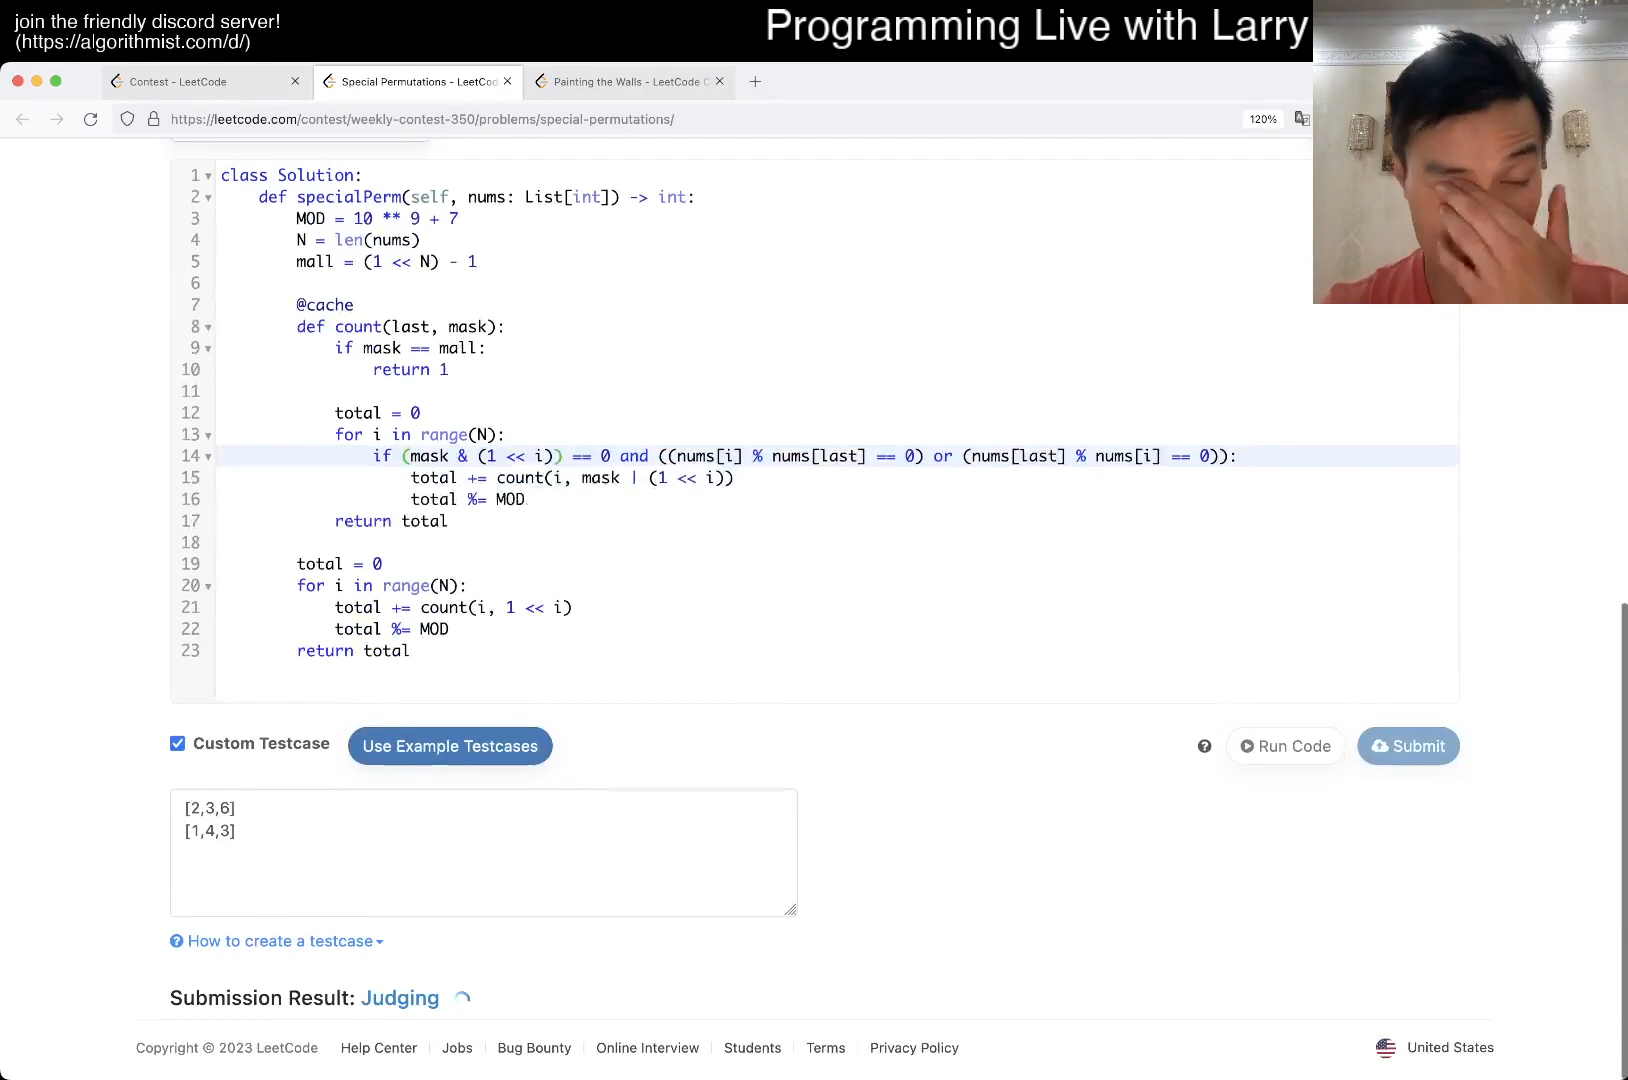 join the friendly discord server!
(https://algorithmist.com/d/)
Programming Live with Larry
Contest - LeetCode
Special Permutations - LeetCod
Painting the Walls - LeetCode C
https://leetcode.com/contest/weekly-contest-350/problems/special-permutations/
120%
1 class Solution:
2 def specialPerm(self, nums: List[int]) -> int:
3 MOD = 10 ** 9 + 7
4 N = len(nums)
5 mall = (1 << N) - 1
6
7 @cache
8 def count(last, mask):
9 if mask == mall:
10 return 1
11
12 total = 0
13 for i in range(N):
14 if (mask & (1 << i)) == 0 and ((nums[i] % nums[last] == 0) or (nums[last] % nums[i] == 0)):
15 total += count(i, mask | (1 << i))
16 total %= MOD
17 return total
18
19 total = 0
20 for i in range(N):
21 total += count(i, 1 << i)
22 total %= MOD
23 return total
Custom Testcase
Use Example Testcases
Run Code
Submit
[2,3,6]
[1,4,3]
How to create a testcase
Submission Result: Judging
Copyright © 2023 LeetCode
Help Center
Jobs
Bug Bounty
Online Interview
Students
Terms
Privacy Policy
United States